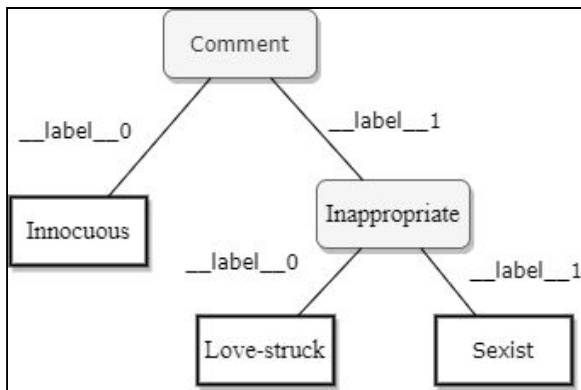 Comment
__label__0
__label__1
Innocuous
Inappropriate
__label__0
__label__1
Love-struck
Sexist